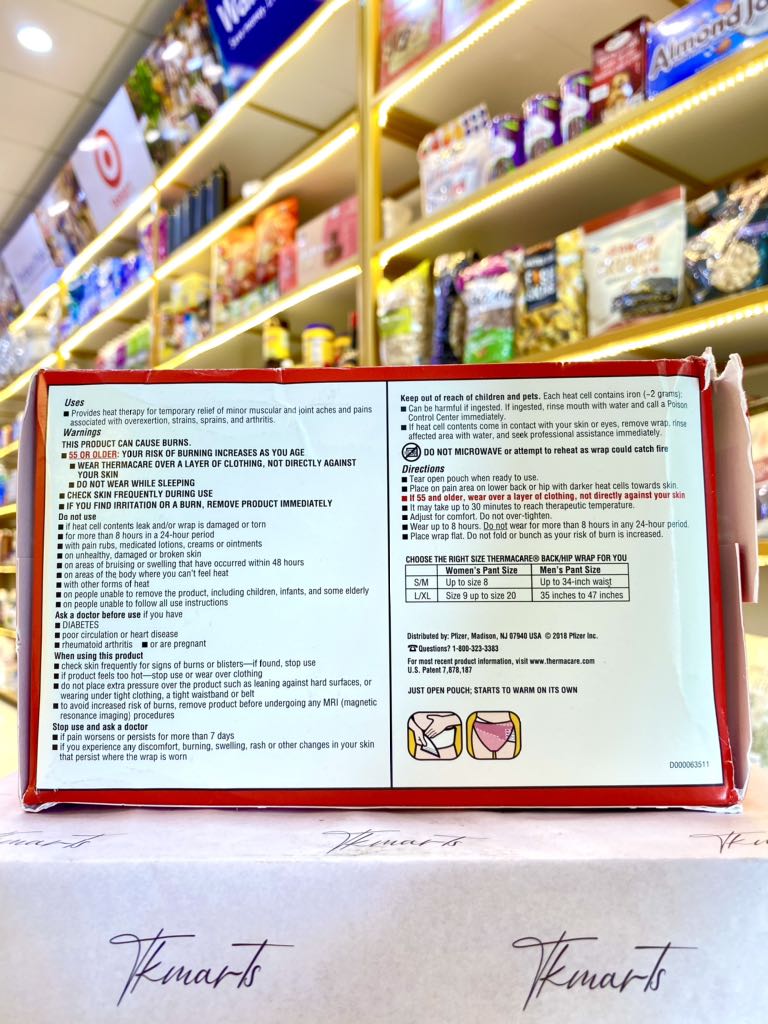 Almond Jo
Uses
■ Provides heat therapy for temporary relief of minor muscular and joint aches and pains
associated with overexertion, strains, sprains, and arthritis.
Warnings
THIS PRODUCT CAN CAUSE BURNS.
■ 55 OR OLDER: YOUR RISK OF BURNING INCREASES AS YOU AGE
■ WEAR THERMACARE OVER A LAYER OF CLOTHING, NOT DIRECTLY AGAINST
YOUR SKIN
■ DO NOT WEAR WHILE SLEEPING
■ CHECK SKIN FREQUENTLY DURING USE
■ IF YOU FIND IRRITATION OR A BURN, REMOVE PRODUCT IMMEDIATELY
Do not use
■ if heat cell contents leak and/or wrap is damaged or torn
■ for more than 8 hours in a 24-hour period
■ with pain rubs, medicated lotions, creams or ointments
■ on unhealthy, damaged or broken skin
■ on areas of bruising or swelling that have occurred within 48 hours
■ on areas of the body where you can't feel heat
■ with other forms of heat
■ on people unable to remove the product, including children, infants, and some elderly
■ on people unable to follow all use instructions
Ask a doctor before use if you have
■ DIABETES
■ poor circulation or heart disease
■ rheumatoid arthritis ■ or are pregnant
When using this product
■ check skin frequently for signs of burns or blisters—if found, stop use
■ if product feels too hot—stop use or wear over clothing
■ do not place extra pressure over the product such as leaning against hard surfaces, or
wearing under tight clothing, a tight waistband or belt
■ to avoid increased risk of burns, remove product before undergoing any MRI (magnetic
resonance imaging) procedures
Stop use and ask a doctor
■ if pain worsens or persists for more than 7 days
■ if you experience any discomfort, burning, swelling, rash or other changes in your skin
that persist where the wrap is worn
Keep out of reach of children and pets. Each heat cell contains iron (~2 grams):
■ Can be harmful if ingested. If ingested, rinse mouth with water and call a Poison
Control Center immediately.
■ If heat cell contents come in contact with your skin or eyes, remove wrap, rinse
affected area with water, and seek professional assistance immediately.
DO NOT MICROWAVE or attempt to reheat as wrap could catch fire
Directions
■ Tear open pouch when ready to use.
■ Place on pain area on lower back or hip with darker heat cells towards skin.
■ If 55 and older, wear over a layer of clothing, not directly against your skin
■ It may take up to 30 minutes to reach therapeutic temperature.
■ Adjust for comfort. Do not over-tighten.
■ Wear up to 8 hours. Do not wear for more than 8 hours in any 24-hour period.
■ Place wrap flat. Do not fold or bunch as your risk of burn is increased.
CHOOSE THE RIGHT SIZE THERMACARE® BACK/HIP WRAP FOR YOU
Women's Pant Size Men's Pant Size
S/M Up to size 8 Up to 34-inch waist
L/XL Size 9 up to size 20 35 inches to 47 inches
Distributed by: Pfizer, Madison, NJ 07940 USA © 2018 Pfizer Inc.
☎ Questions? 1-800-323-3383
For most recent product information, visit www.thermacare.com
U.S. Patent 7,878,187
JUST OPEN POUCH; STARTS TO WARM ON ITS OWN
D000063511
Tkmarts
Tkmarts
Tkmarts